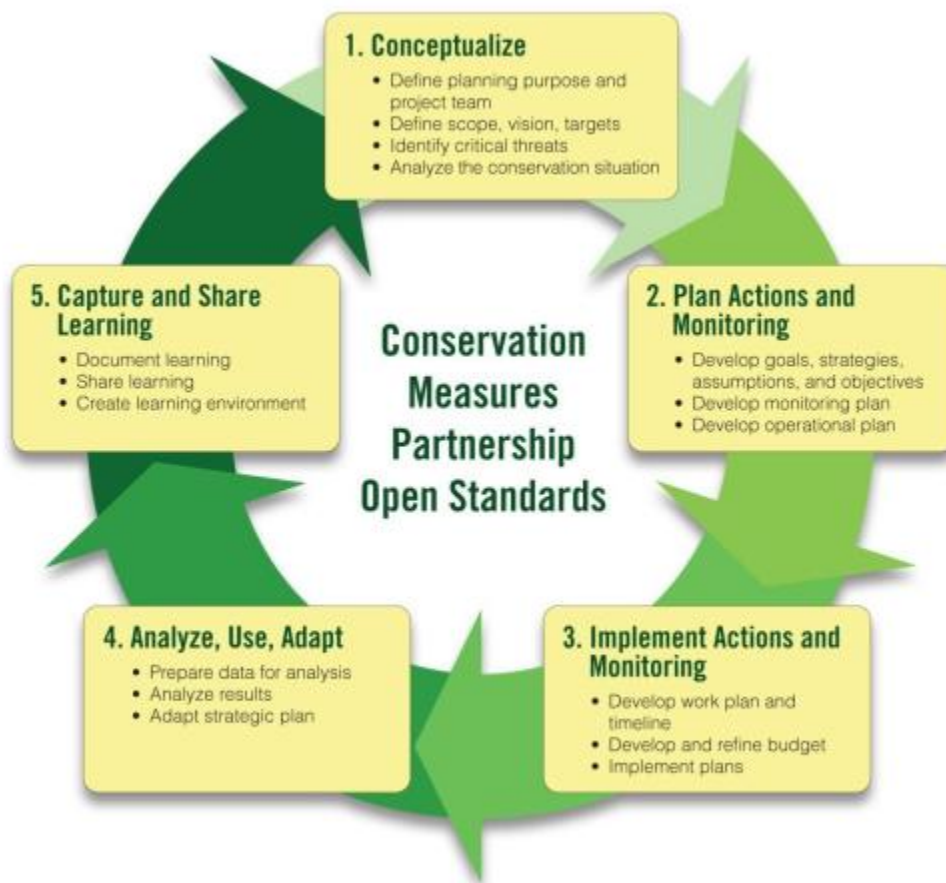 1. Conceptualize
• Define planning purpose and
project team
• Define scope, vision, targets
• Identify critical threats
• Analyze the conservation situation
2. Plan Actions and
Monitoring
• Develop goals, strategies,
assumptions, and objectives
• Develop monitoring plan
• Develop operational plan
3. Implement Actions and
Monitoring
• Develop work plan and
timeline
• Develop and refine budget
• Implement plans
4. Analyze, Use, Adapt
• Prepare data for analysis
• Analyze results
• Adapt strategic plan
5. Capture and Share
Learning
• Document learning
• Share learning
• Create learning environment
Conservation
Measures
Partnership
Open Standards